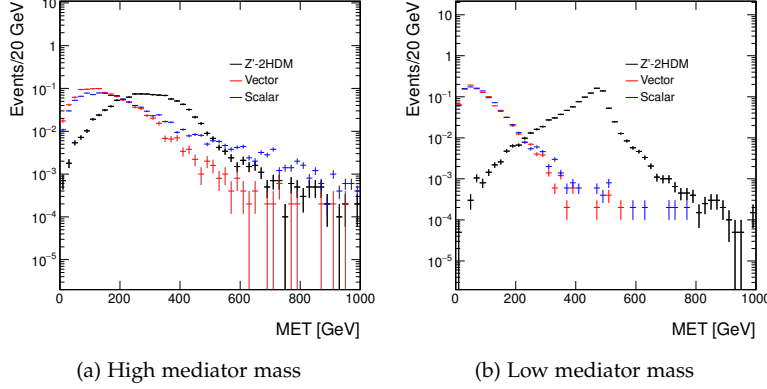 Events/20 GeV
10
1
10⁻¹
10⁻²
10⁻³
10⁻⁴
10⁻⁵
Z'-2HDM
Vector
Scalar
0 200 400 600 800 1000
MET [GeV]
(a) High mediator mass
Events/20 GeV
10
1
10⁻¹
10⁻²
10⁻³
10⁻⁴
10⁻⁵
Z'-2HDM
Vector
Scalar
0 200 400 600 800 1000
MET [GeV]
(b) Low mediator mass